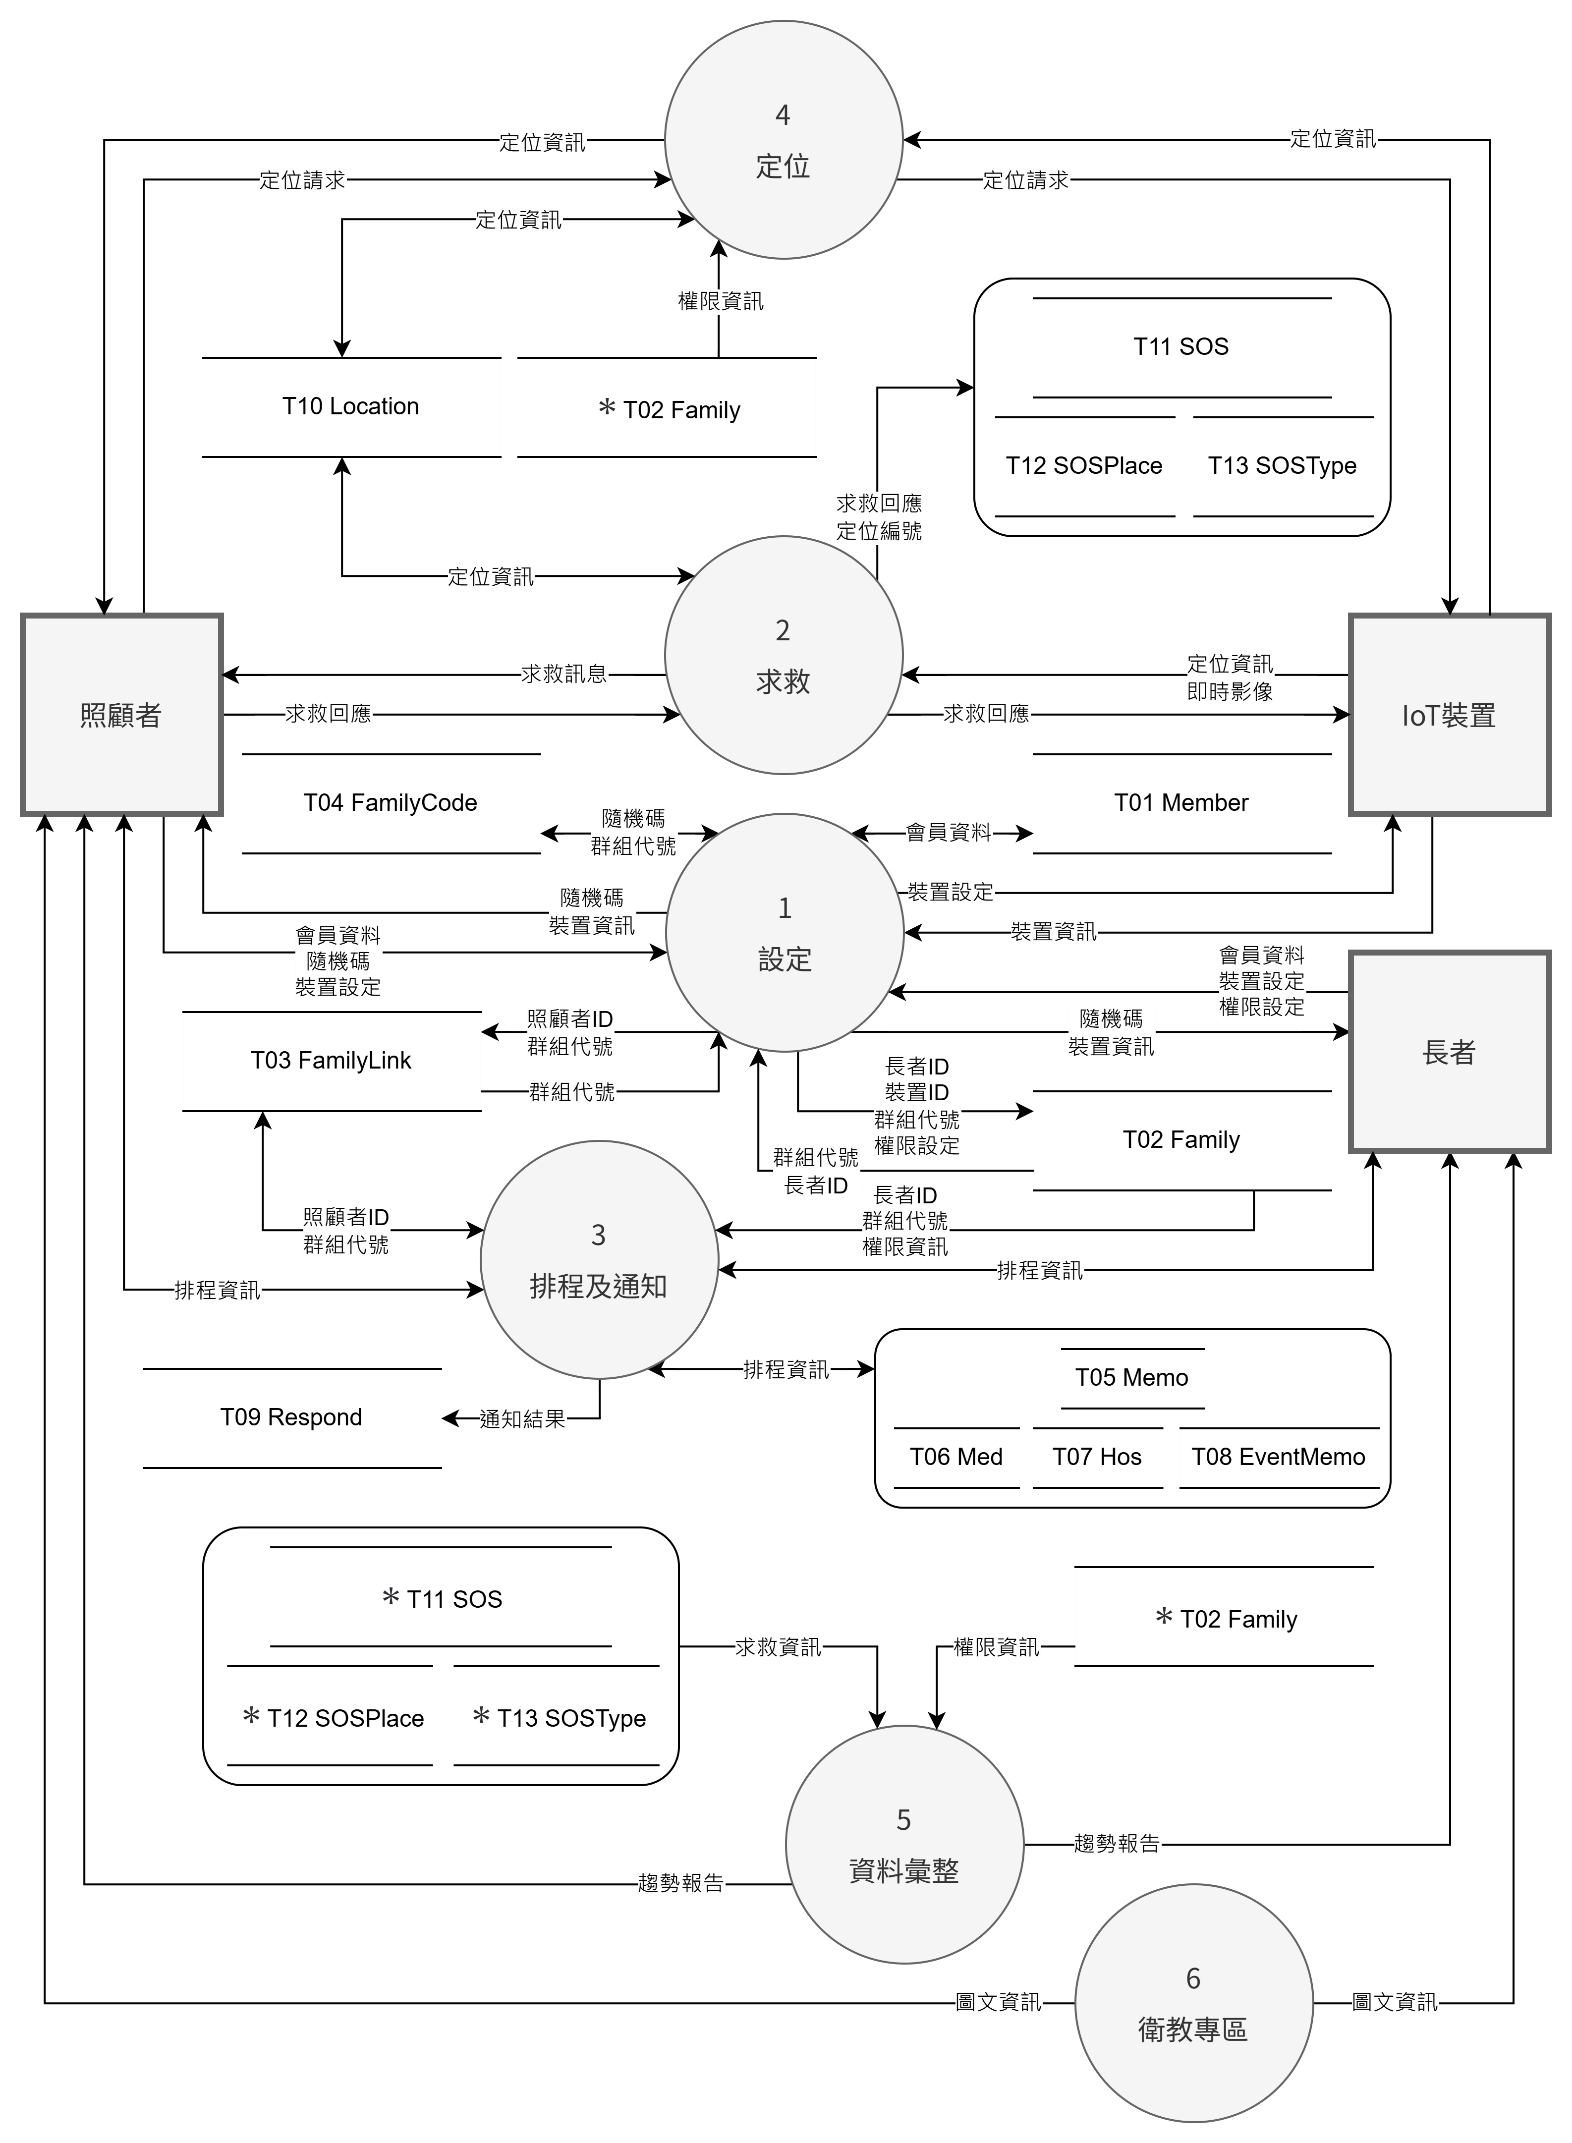 4
定位
定位資訊
定位資訊
定位請求
定位請求
定位資訊
權限資訊
T10 Location
＊T02 Family
T11 SOS
T12 SOSPlace
T13 SOSType
求救回應
定位編號
定位資訊
2
求救
照顧者
IoT裝置
求救訊息
定位資訊
即時影像
求救回應
求救回應
T04 FamilyCode
T01 Member
隨機碼
群組代號
會員資料
1
設定
裝置設定
隨機碼
裝置資訊
裝置資訊
會員資料
隨機碼
裝置設定
會員資料
裝置設定
權限設定
長者
照顧者ID
群組代號
隨機碼
裝置資訊
T03 FamilyLink
群組代號
長者ID
裝置ID
群組代號
權限設定
T02 Family
群組代號
長者ID
長者ID
群組代號
權限資訊
照顧者ID
群組代號
3
排程及通知
排程資訊
排程資訊
排程資訊
T05 Memo
T06 Med
T07 Hos
T08 EventMemo
T09 Respond
通知結果
＊T11 SOS
＊T12 SOSPlace
＊T13 SOSType
＊T02 Family
求救資訊
權限資訊
5
資料彙整
趨勢報告
趨勢報告
6
衛教專區
圖文資訊
圖文資訊